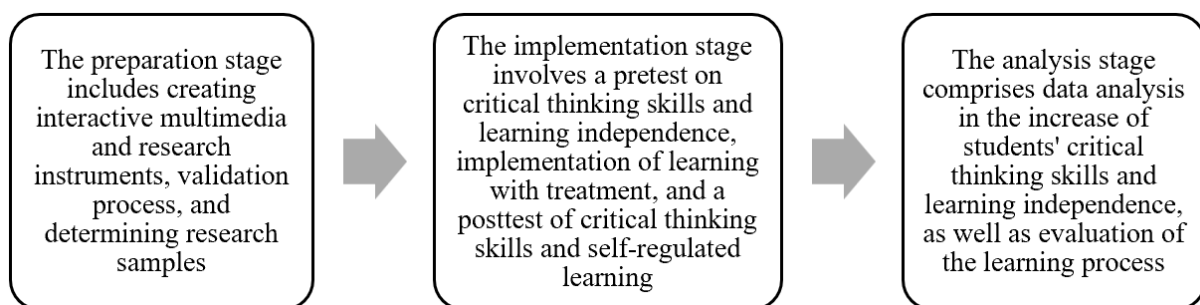 The preparation stage
includes creating
interactive multimedia
and research
instruments, validation
process, and
determining research
samples
The implementation stage
involves a pretest on
critical thinking skills and
learning independence,
implementation of learning
with treatment, and a
posttest of critical thinking
skills and self-regulated
learning
The analysis stage
comprises data analysis
in the increase of
students' critical
thinking skills and
learning independence,
as well as evaluation of
the learning process